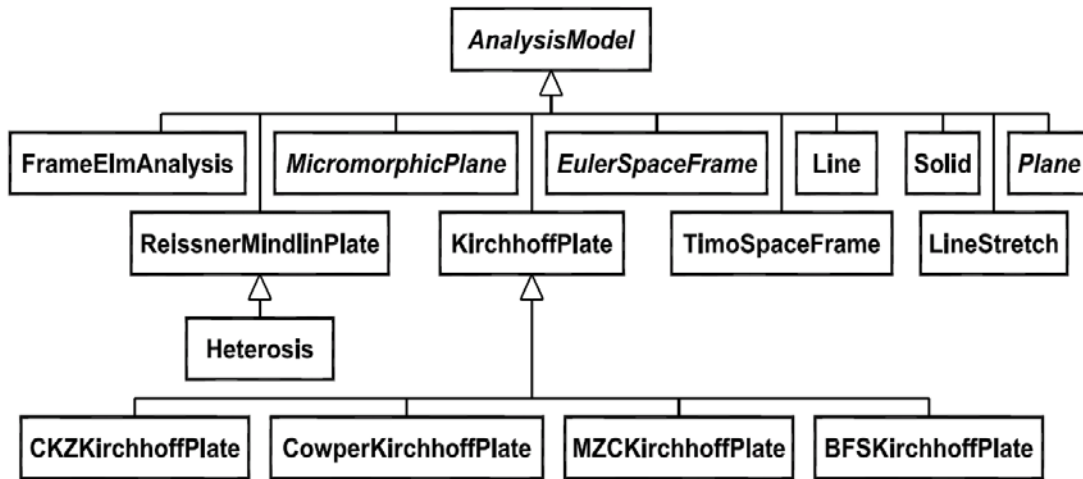 AnalysisModel
FrameElmAnalysis
MicromorphicPlane
EulerSpaceFrame
Line
Solid
Plane
ReissnerMindlinPlate
KirchhoffPlate
TimoSpaceFrame
LineStretch
Heterosis
CKZKirchhoffPlate
CowperKirchhoffPlate
MZCKirchhoffPlate
BFSKirchhoffPlate